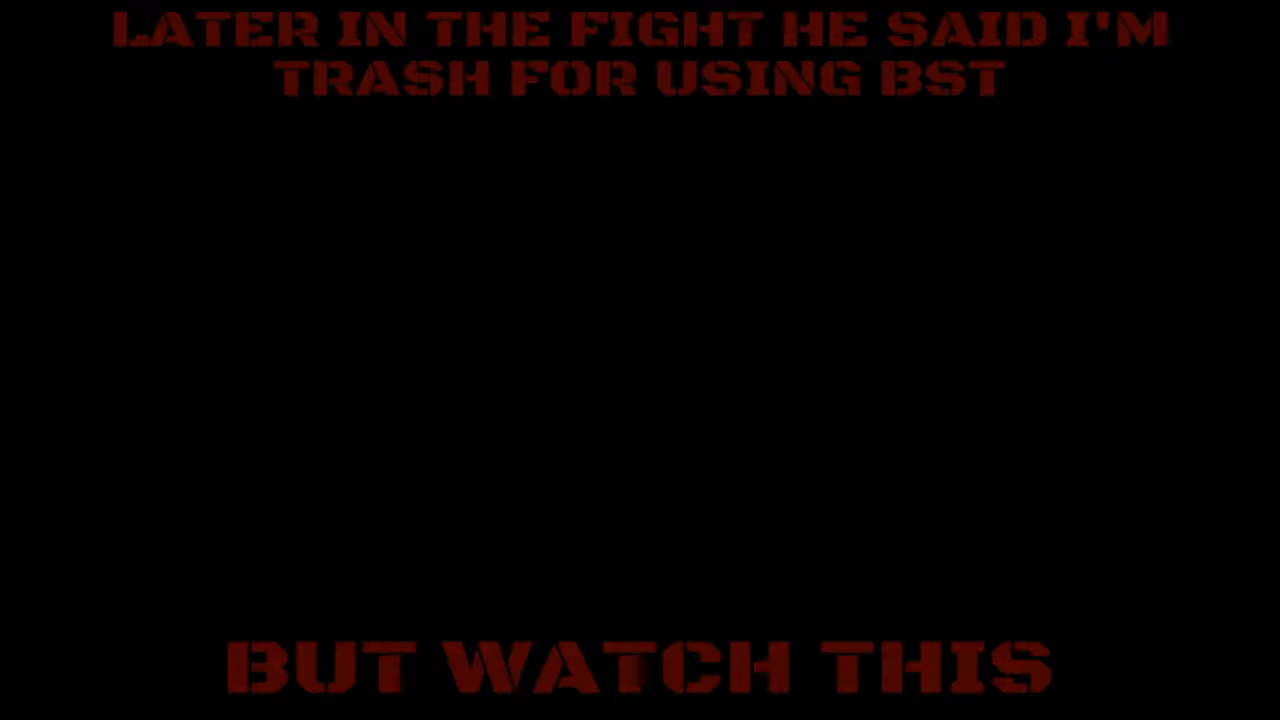 LATER IN THE FIGHT HE SAID I'M
TRASH FOR USING BST
BUT WATCH THIS